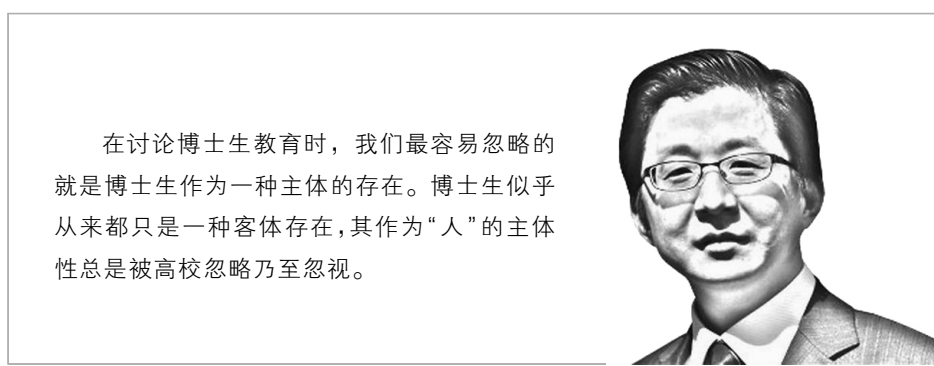 在讨论博士生教育时，我们最容易忽略的
就是博士生作为一种主体的存在。博士生似乎
从来都只是一种客体存在，其作为“人”的主体
性总是被高校忽略乃至忽视。